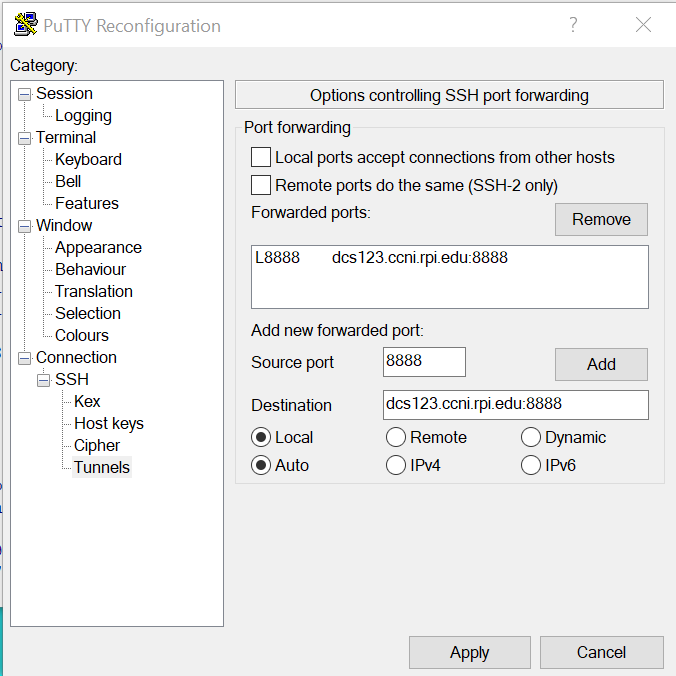 PuTTY Reconfiguration
?
Category:
Session
Logging
Terminal
Keyboard
Bell
Features
Window
Appearance
Behaviour
Translation
Selection
Colours
Connection
SSH
Kex
Host keys
Cipher
Tunnels
Options controlling SSH port forwarding
Port forwarding
Local ports accept connections from other hosts
Remote ports do the same (SSH-2 only)
Forwarded ports:
Remove
L8888 dcs123.ccni.rpi.edu:8888
Add new forwarded port:
Source port 8888 Add
Destination dcs123.ccni.rpi.edu:8888
Local Remote Dynamic
Auto IPv4 IPv6
Apply Cancel